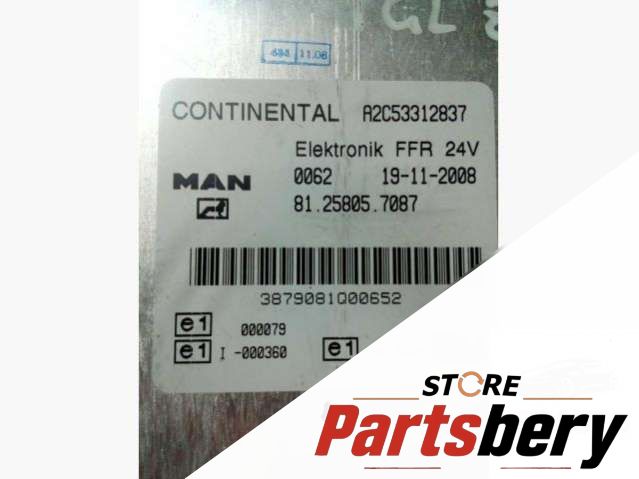 GL
11.06
CONTINENTAL A2C53312837
Elektronik FFR 24V
MAN 0062 19-11-2008
81.25805.7087
3879081Q00652
e1 000079
e1 I -000360 e1
STORE
Partsbery